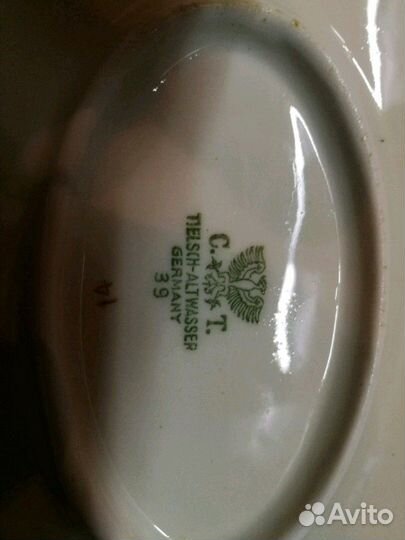 C. T.
TIELSCH-ALTWASSER
GERMANY
39
14
Avito